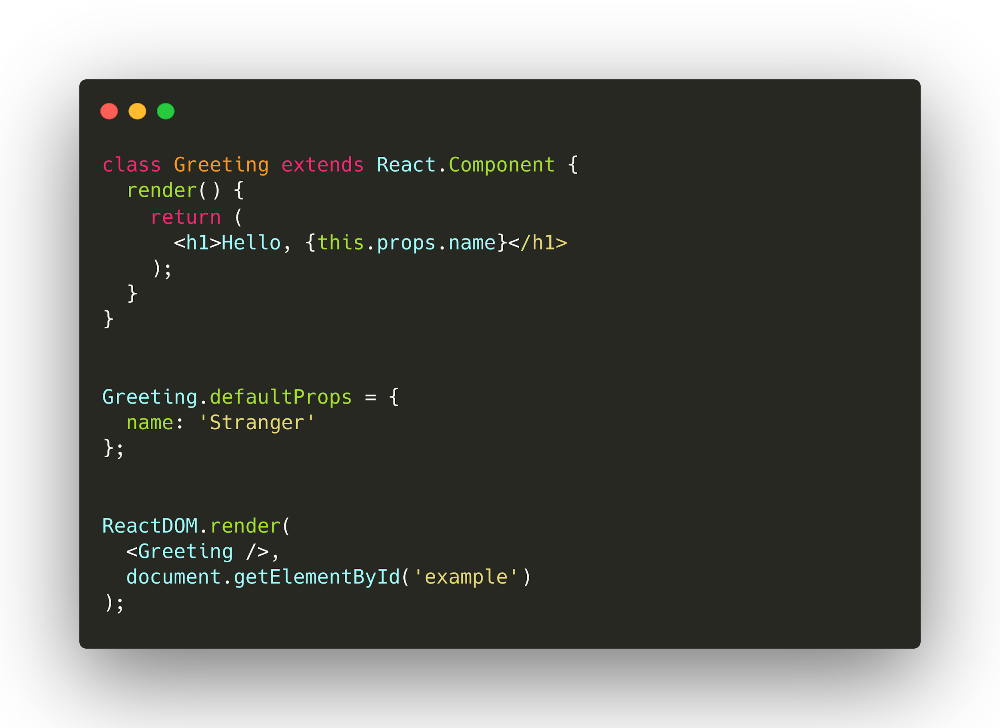 class Greeting extends React.Component {
  render() {
    return (
      <h1>Hello, {this.props.name}</h1>
    );
  }
}

Greeting.defaultProps = {
  name: 'Stranger'
};

ReactDOM.render(
  <Greeting />,
  document.getElementById('example')
);